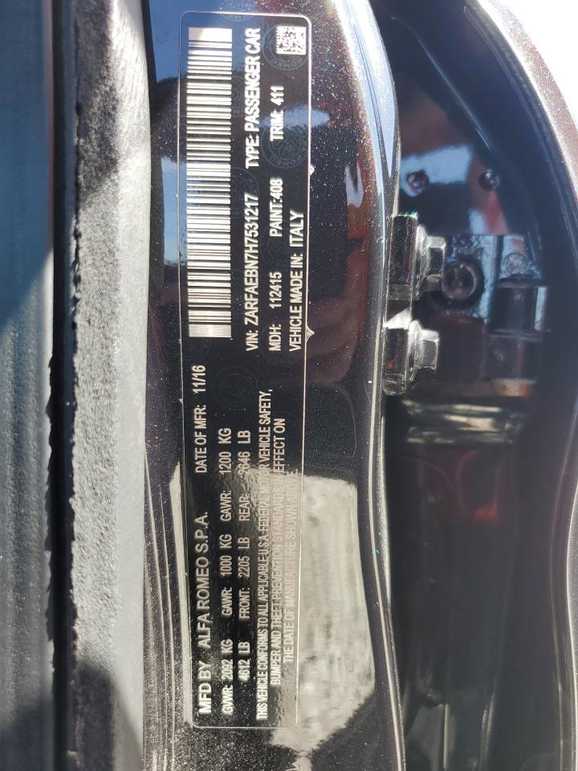 MFD BY ALFA ROMEO S.P.A. DATE OF MFR: 11/16
GVWR: 2092 KG GAWR: 1000 KG GAWR: 1200 KG
4612 LB FRONT: 2205 LB REAR: 2646 LB
THIS VEHICLE CONFORMS TO ALL APPLICABLE U.S.A. FEDERAL MOTOR VEHICLE SAFETY,
BUMPER AND THEFT PREVENTION STANDARDS IN EFFECT ON
THE DATE OF MANUFACTURE SHOWN ABOVE.
VIN: ZARFAEBN7H7531217 TYPE: PASSENGER CAR
MDH: 112415 PAINT:408 TRIM: 411
VEHICLE MADE IN: ITALY